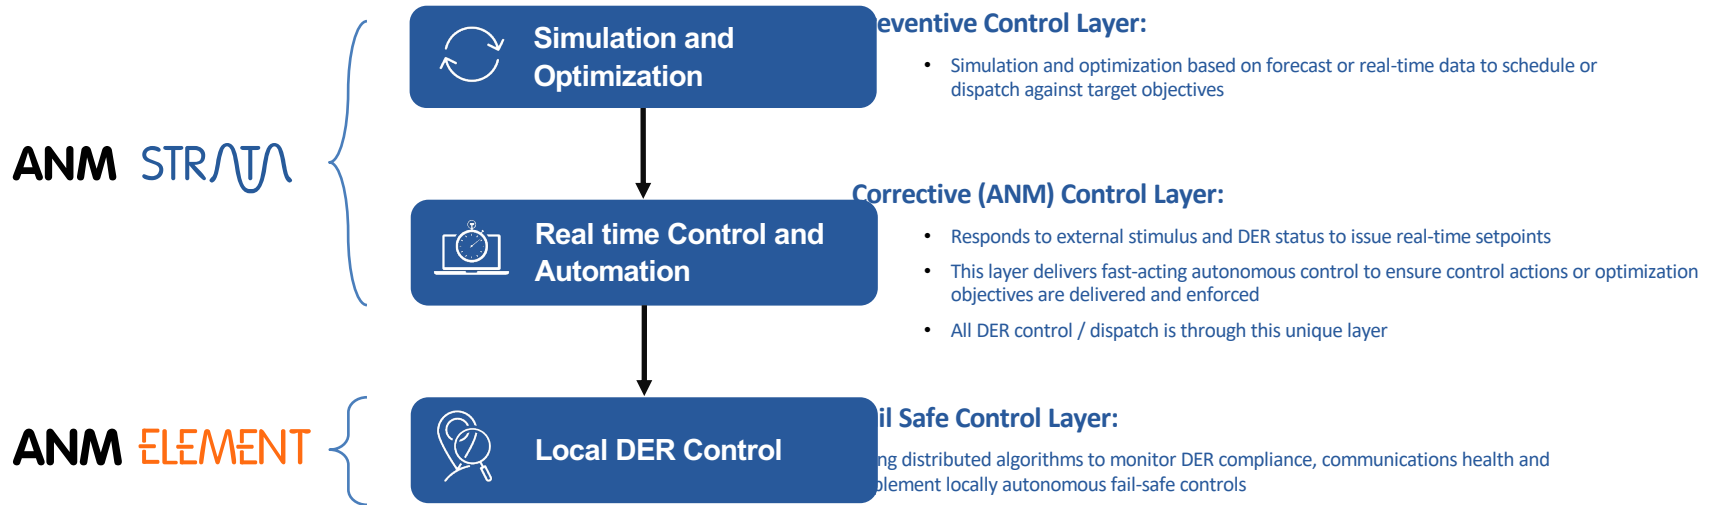 Simulation and
Optimization
eventive Control Layer:
• Simulation and optimization based on forecast or real-time data to schedule or
dispatch against target objectives
ANM STRATA
Real time Control and
Automation
Corrective (ANM) Control Layer:
• Responds to external stimulus and DER status to issue real-time setpoints
• This layer delivers fast-acting autonomous control to ensure control actions or optimization
objectives are delivered and enforced
• All DER control / dispatch is through this unique layer
ANM ELEMENT
Local DER Control
il Safe Control Layer:
ng distributed algorithms to monitor DER compliance, communications health and
plement locally autonomous fail-safe controls